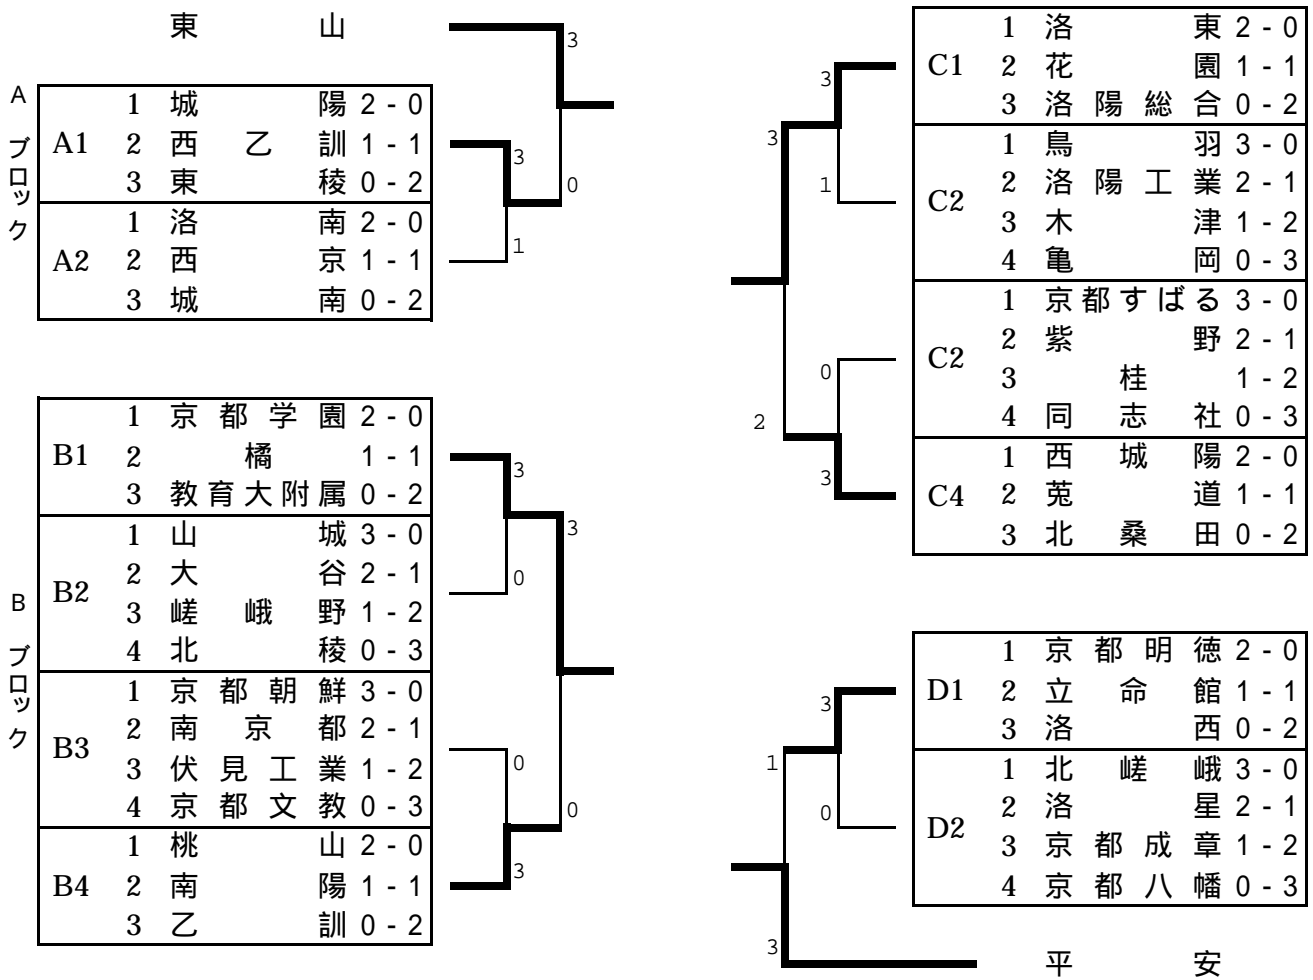 東山
3
A ブロック
A1
1 城陽 2 - 0
2 西乙訓 1 - 1
3 東稜 0 - 2
A2
1 洛南 2 - 0
2 西京 1 - 1
3 城南 0 - 2
3
1
0
B ブロック
B1
1 京都学園 2 - 0
2 橘 1 - 1
3 教育大附属 0 - 2
B2
1 山城 3 - 0
2 大谷 2 - 1
3 嵯峨野 1 - 2
4 北稜 0 - 3
B3
1 京都朝鮮 3 - 0
2 南京都 2 - 1
3 伏見工業 1 - 2
4 京都文教 0 - 3
B4
1 桃山 2 - 0
2 南陽 1 - 1
3 乙訓 0 - 2
3
0
3
0
3
0
C1
1 洛東 2 - 0
2 花園 1 - 1
3 洛陽総合 0 - 2
C2
1 鳥羽 3 - 0
2 洛陽工業 2 - 1
3 木津 1 - 2
4 亀岡 0 - 3
C2
1 京都すばる 3 - 0
2 紫野 2 - 1
3 桂 1 - 2
4 同志社 0 - 3
C4
1 西城陽 2 - 0
2 莵道 1 - 1
3 北桑田 0 - 2
3
3
1
0
2
3
D1
1 京都明徳 2 - 0
2 立命館 1 - 1
3 洛西 0 - 2
D2
1 北嵯峨 3 - 0
2 洛星 2 - 1
3 京都成章 1 - 2
4 京都八幡 0 - 3
3
1
0
3
平安